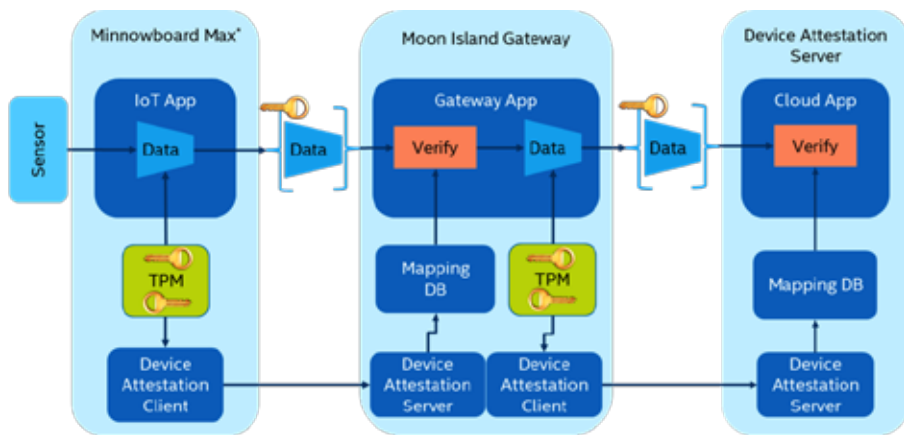 Minnowboard Max*
Moon Island Gateway
Device Attestation
Server
Sensor
IoT App
Data
Data
Gateway App
Verify
Data
Data
Cloud App
Verify
TPM
Mapping
DB
TPM
Mapping DB
Device
Attestation
Client
Device
Attestation
Server
Device
Attestation
Client
Device
Attestation
Server